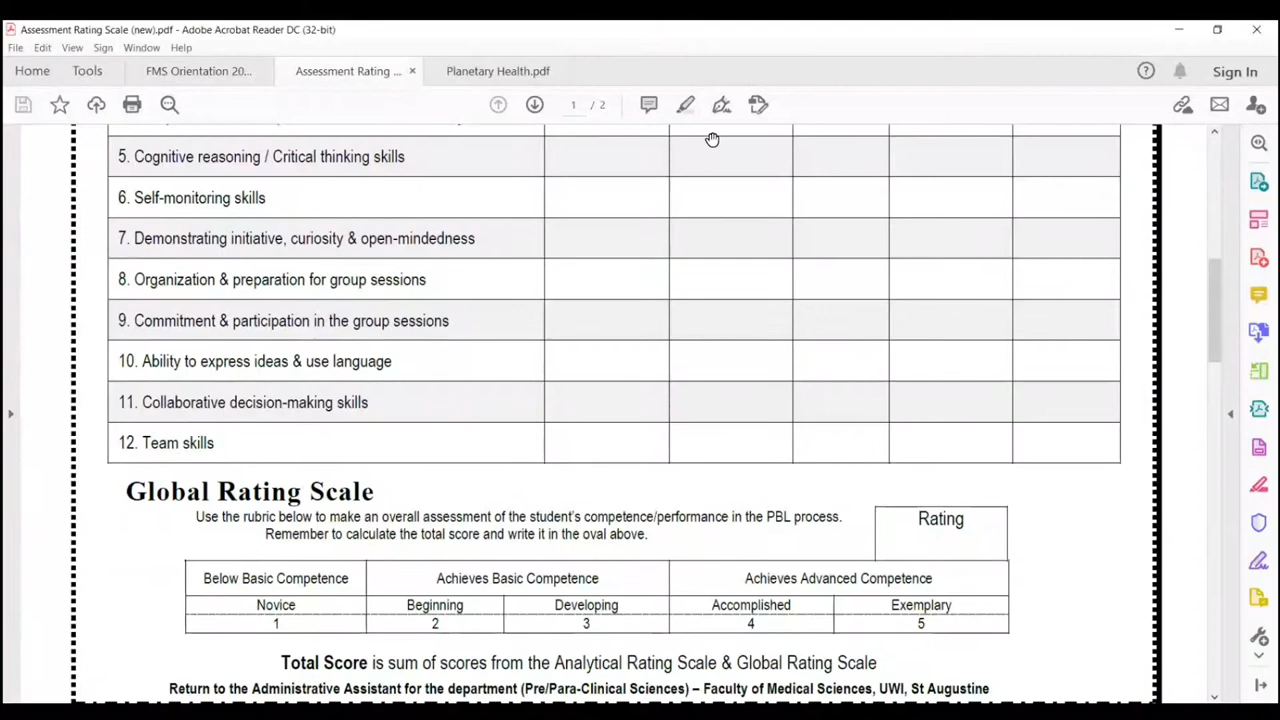 Assessment Rating Scale (new).pdf - Adobe Acrobat Reader DC (32-bit)
File Edit View Sign Window Help
Home Tools FMS Orientation 20... Assessment Rating ... × Planetary Health.pdf Sign In
1 / 2
5. Cognitive reasoning / Critical thinking skills
6. Self-monitoring skills
7. Demonstrating initiative, curiosity & open-mindedness
8. Organization & preparation for group sessions
9. Commitment & participation in the group sessions
10. Ability to express ideas & use language
11. Collaborative decision-making skills
12. Team skills
Global Rating Scale
Use the rubric below to make an overall assessment of the student's competence/performance in the PBL process.
Remember to calculate the total score and write it in the oval above.
Rating
Below Basic Competence Achieves Basic Competence Achieves Advanced Competence
Novice Beginning Developing Accomplished Exemplary
1 2 3 4 5
Total Score is sum of scores from the Analytical Rating Scale & Global Rating Scale
Return to the Administrative Assistant for the department (Pre/Para-Clinical Sciences) – Faculty of Medical Sciences, UWI, St Augustine